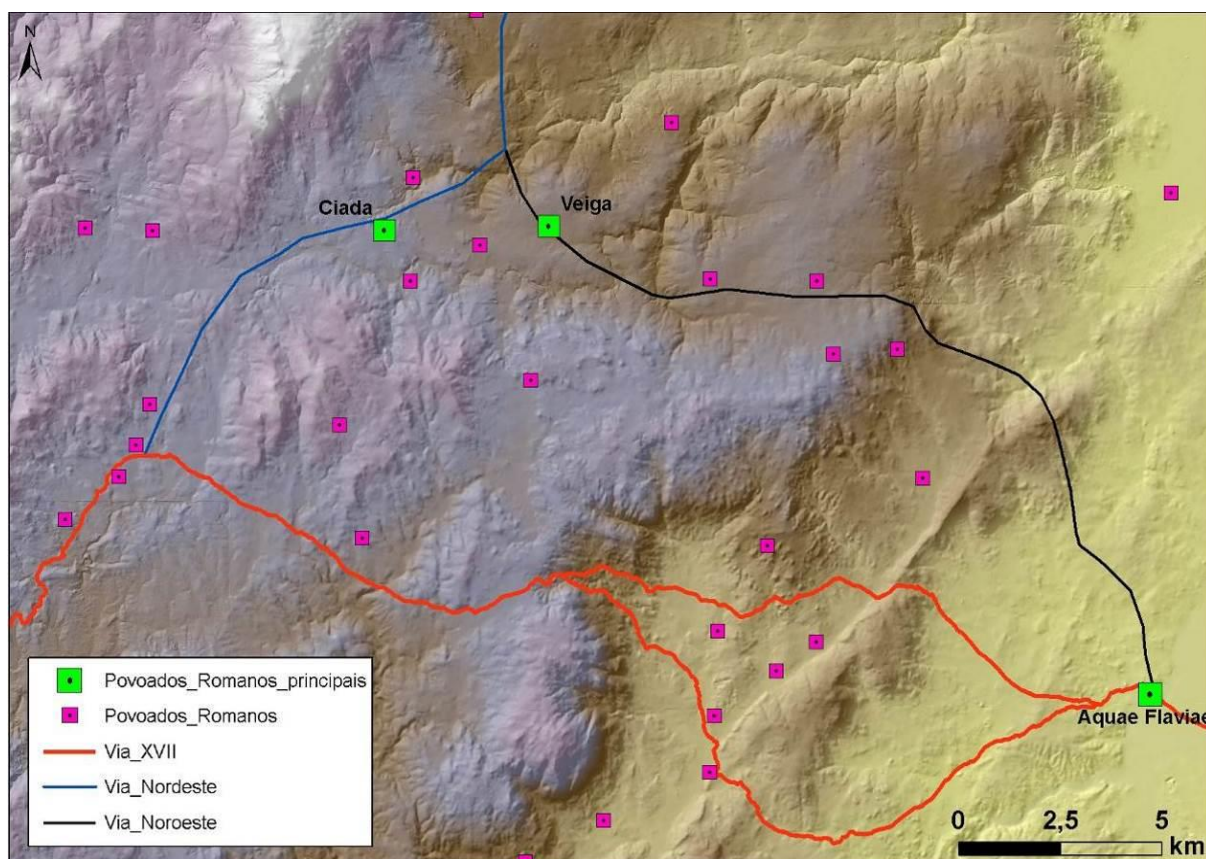 N
Ciada
Veiga
Aquae Flaviae
Povoados_Romanos_principais
Povoados_Romanos
Via_XVII
Via_Nordeste
Via_Noroeste
0 2,5 5
km